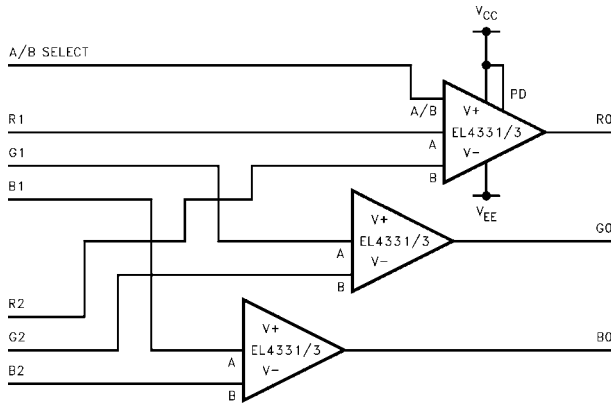 VCC
A/B SELECT
PD
V+
A/B
R1
EL4331/3
R0
A
G1
V-
B
B1
VEE
V+
G0
EL4331/3
A
V-
B
R2
V+
G2
EL4331/3
B0
A
B2
V-
B